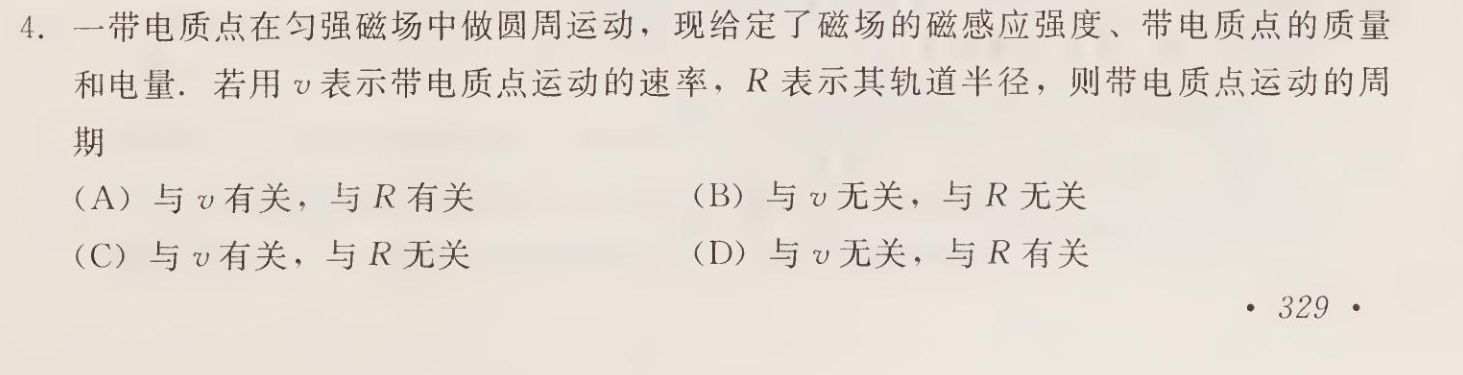 4. 一带电质点在匀强磁场中做圆周运动，现给定了磁场的磁感应强度、带电质点的质量
和电量．若用 v 表示带电质点运动的速率，R 表示其轨道半径，则带电质点运动的周
期
（A）与 v 有关，与 R 有关 （B）与 v 无关，与 R 无关
（C）与 v 有关，与 R 无关 （D）与 v 无关，与 R 有关
· 329 ·